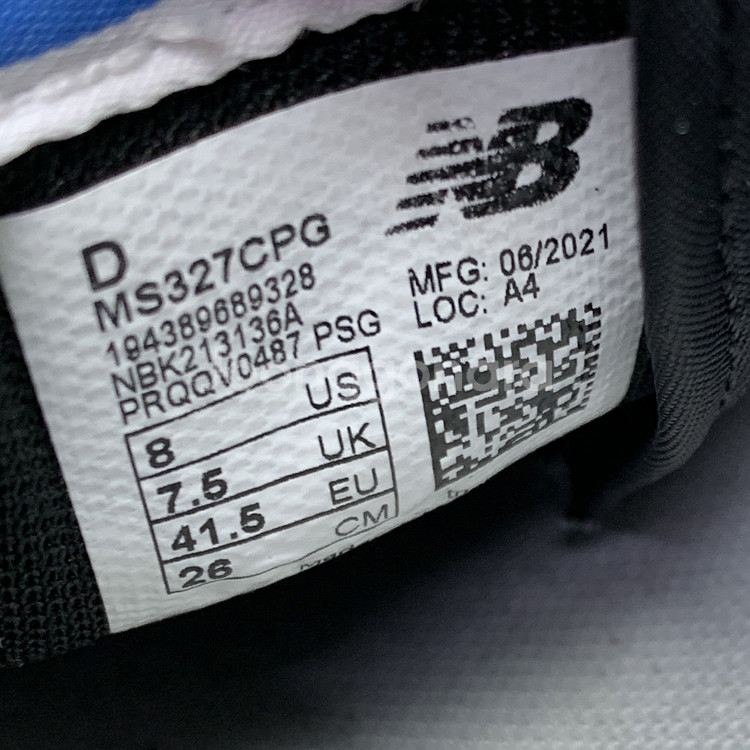 NB
D
MS327CPG
194389689328
NBK213136A
PRQQV0487 PSG
MFG: 06/2021
LOC: A4
8 US
7.5 UK
41.5 EU
26 CM